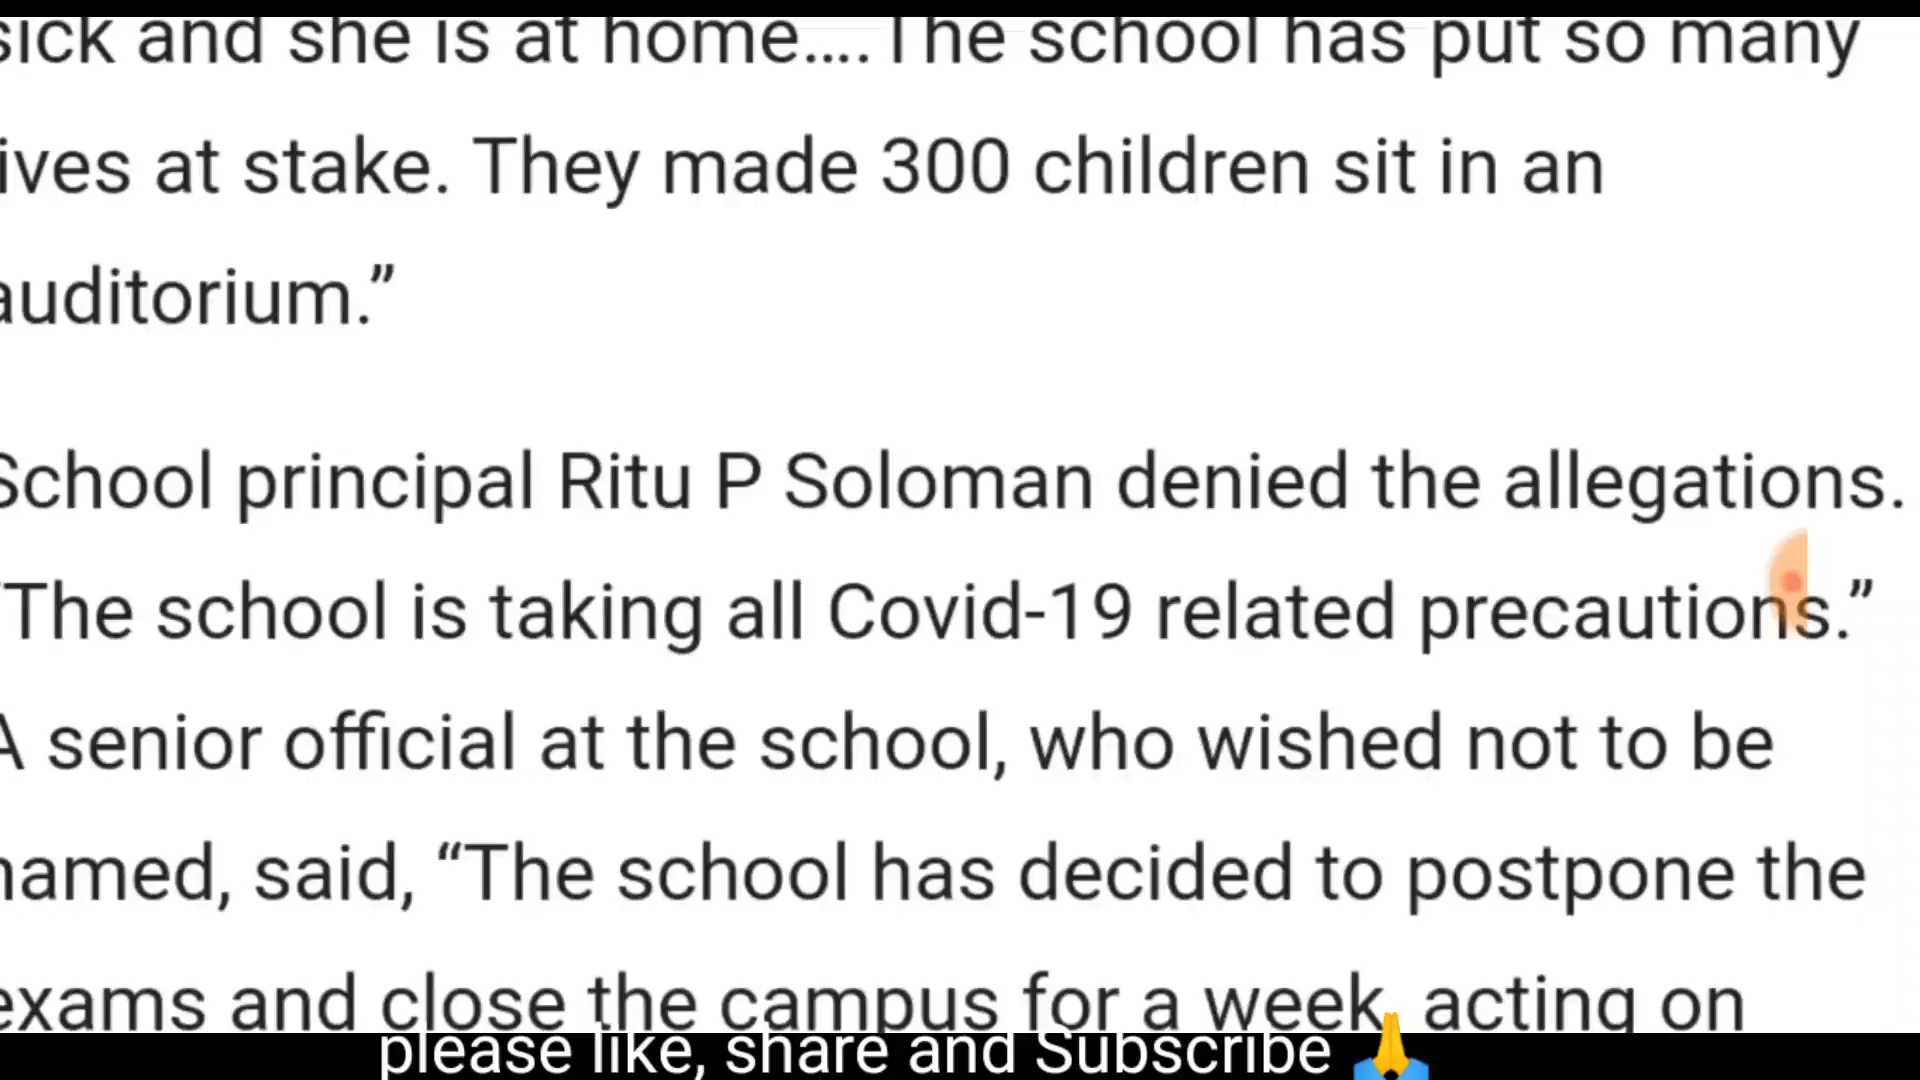 sick and she is at home....The school has put so many
lives at stake. They made 300 children sit in an
auditorium.”
School principal Ritu P Soloman denied the allegations.
“The school is taking all Covid-19 related precautions.”
A senior official at the school, who wished not to be
named, said, “The school has decided to postpone the
exams and close the campus for a week, acting on
please like, share and Subscribe 🙏